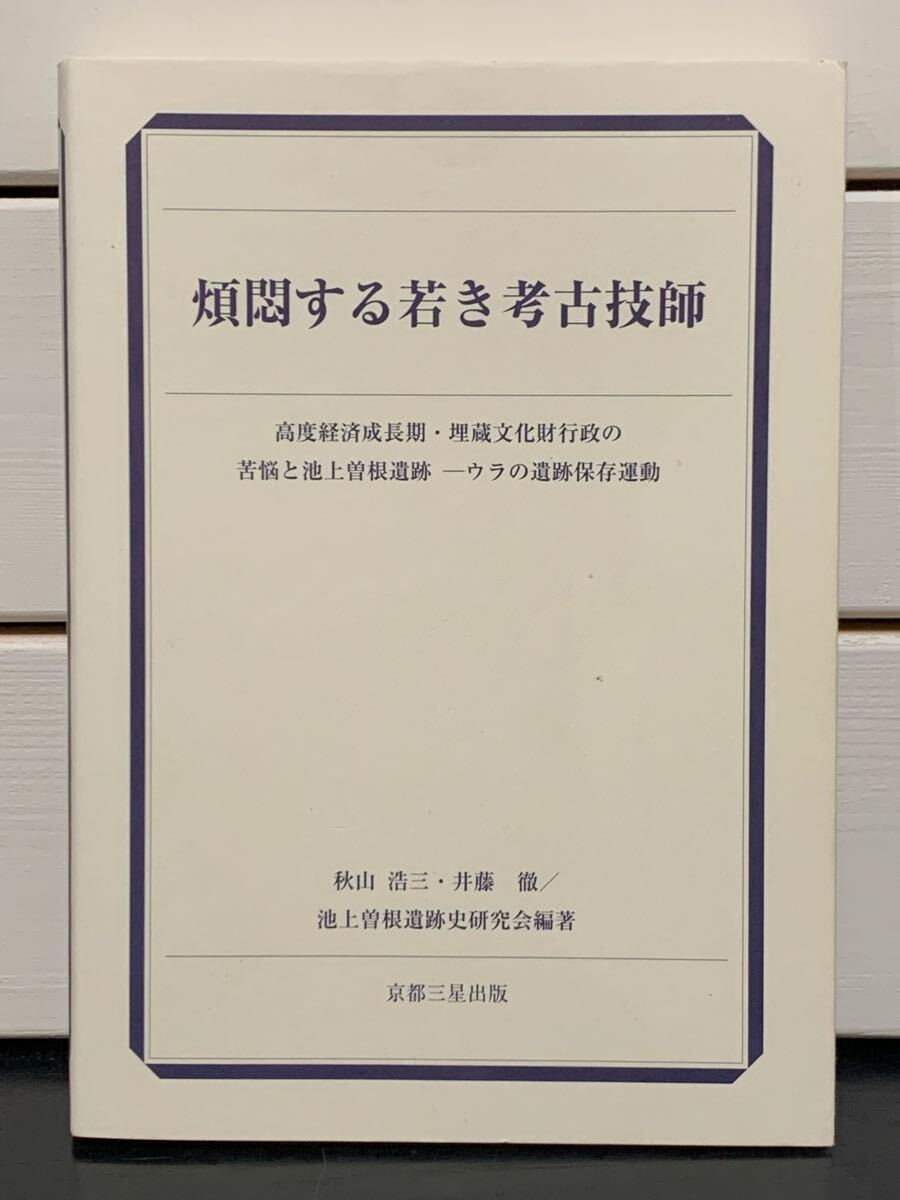 煩悶する若き考古技師
高度経済成長期・埋蔵文化財行政の
苦悩と池上曽根遺跡 ―ウラの遺跡保存運動
秋山 浩三・井藤 徹／
池上曽根遺跡史研究会編著
京都三星出版